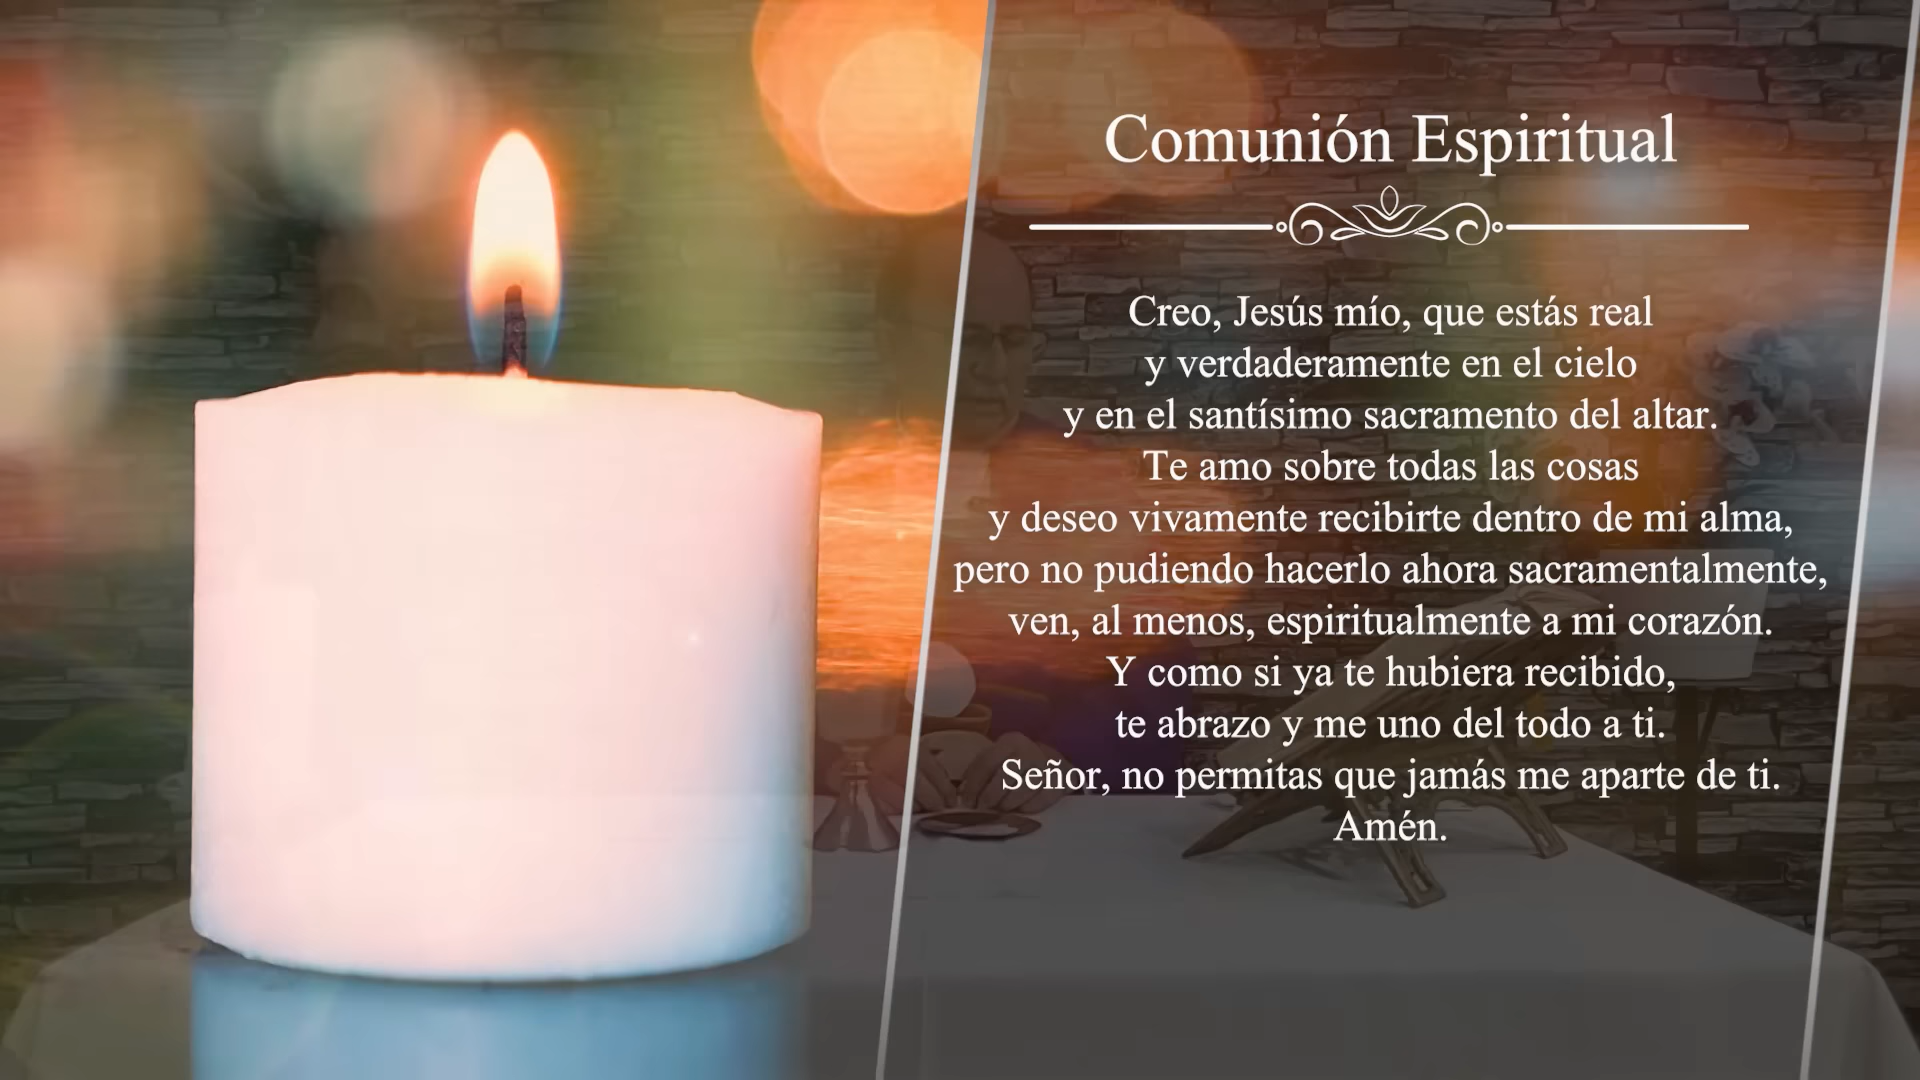 Comunión Espiritual
Creo, Jesús mío, que estás real
y verdaderamente en el cielo
y en el santísimo sacramento del altar.
Te amo sobre todas las cosas
y deseo vivamente recibirte dentro de mi alma,
pero no pudiendo hacerlo ahora sacramentalmente,
ven, al menos, espiritualmente a mi corazón.
Y como si ya te hubiera recibido,
te abrazo y me uno del todo a ti.
Señor, no permitas que jamás me aparte de ti.
Amén.